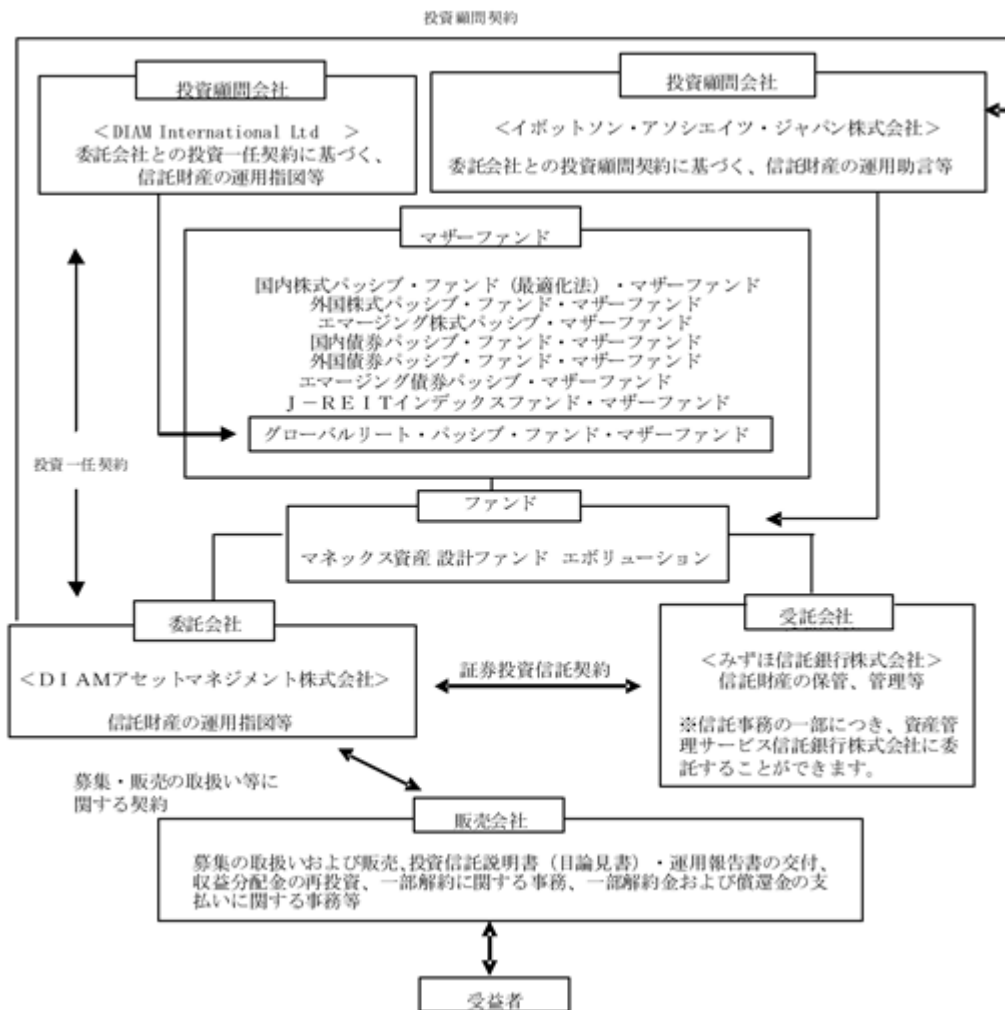 投資顧問契約
投資顧問会社
＜DIAM International Ltd　＞
委託会社との投資一任契約に基づく、
信託財産の運用指図等
投資顧問会社
＜イボットソン・アソシエイツ・ジャパン株式会社＞
委託会社との投資顧問契約に基づく、信託財産の運用助言等
マザーファンド
国内株式パッシブ・ファンド（最適化法）・マザーファンド
外国株式パッシブ・ファンド・マザーファンド
エマージング株式パッシブ・マザーファンド
国内債券パッシブ・ファンド・マザーファンド
外国債券パッシブ・ファンド・マザーファンド
エマージング債券パッシブ・マザーファンド
Ｊ－ＲＥＩＴインデックスファンド・マザーファンド
グローバルリート・パッシブ・ファンド・マザーファンド
投資一任契約
ファンド
マネックス資産 設計ファンド エボリューション
委託会社
＜ＤＩＡＭアセットマネジメント株式会社＞
信託財産の運用指図等
証券投資信託契約
受託会社
＜みずほ信託銀行株式会社＞
信託財産の保管、管理等
※信託事務の一部につき、資産管
理サービス信託銀行株式会社に委
託することができます。
募集・販売の取扱い等に
関する契約
販売会社
募集の取扱いおよび販売、投資信託説明書（目論見書）・運用報告書の交付、
収益分配金の再投資、一部解約に関する事務、一部解約金および償還金の支
払いに関する事務等
受益者